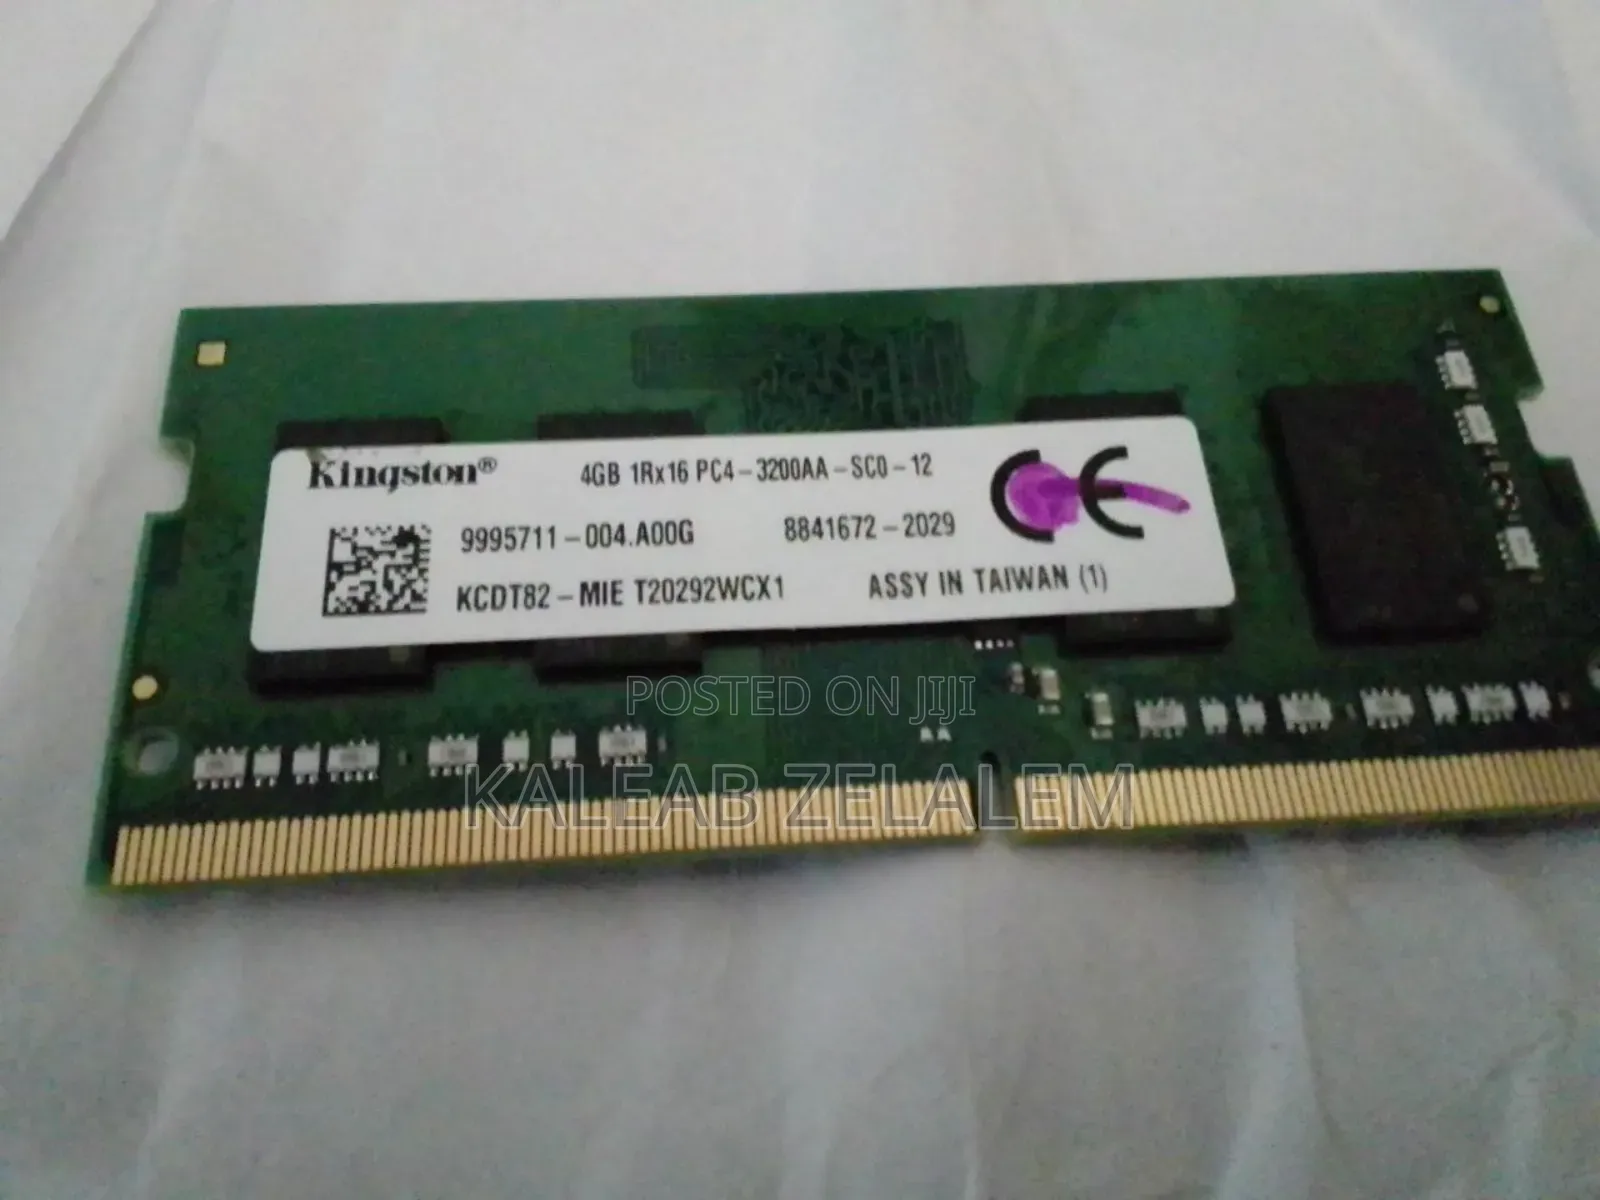 Kingston® 4GB 1Rx16 PC4-3200AA-SC0-12
9995711-004.A00G 8841672-2029
KCDT82-MIE T20292WCX1 ASSY IN TAIWAN (1)
CE
POSTED ON JIJI
AA
KALEAB ZELALEM